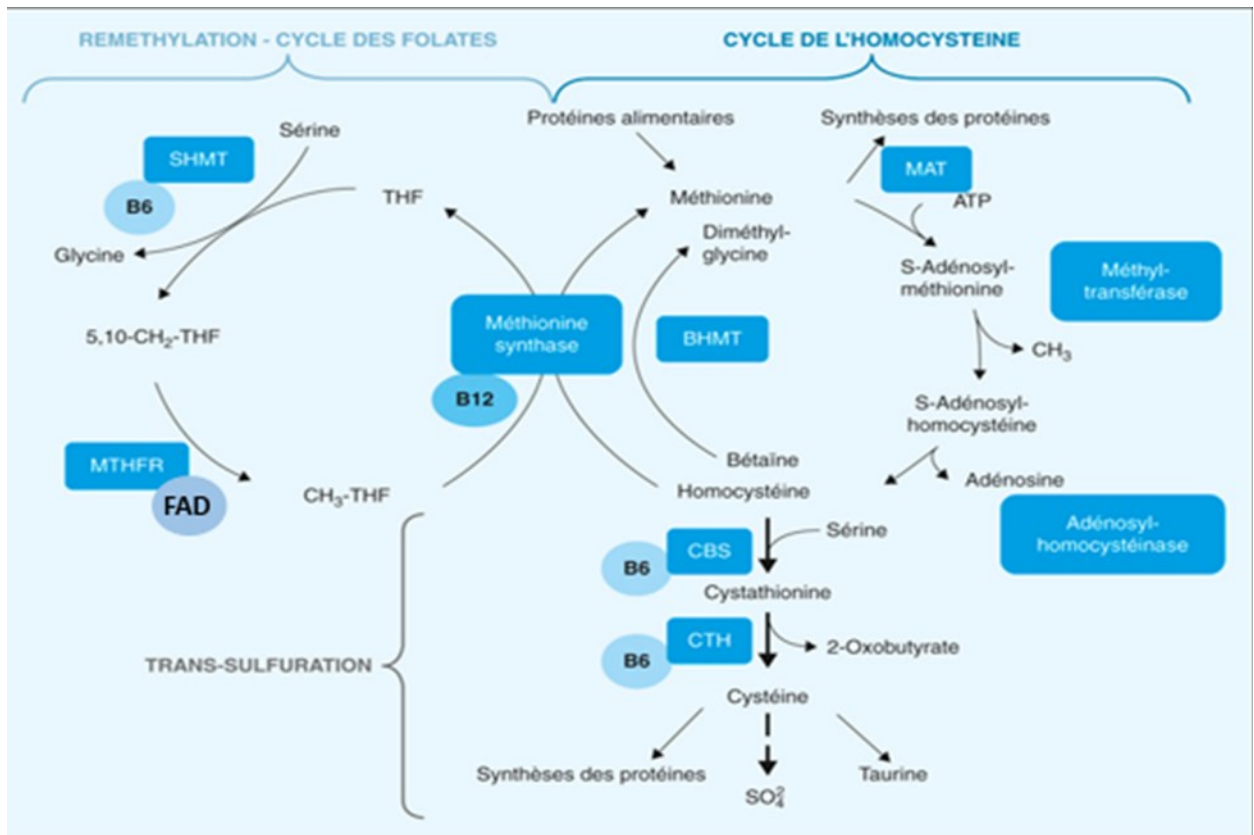 REMETHYLATION - CYCLE DES FOLATES
CYCLE DE L'HOMOCYSTEINE
Protéines alimentaires
Synthèses des protéines
Sérine
SHMT
B6
THF
Glycine
5,10-CH₂-THF
MTHFR
FAD
CH₃-THF
Méthionine
synthase
B12
Méthionine
Diméthyl-
glycine
BHMT
Bétaïne
Homocystéine
MAT
ATP
S-Adénosyl-
méthionine
Méthyl-
transférase
CH₃
S-Adénosyl-
homocystéine
Adénosine
Adénosyl-
homocystéinase
TRANS-SULFURATION
Sérine
CBS
B6
Cystathionine
CTH
B6
2-Oxobutyrate
Cystéine
Synthèses des protéines
SO₄²
Taurine